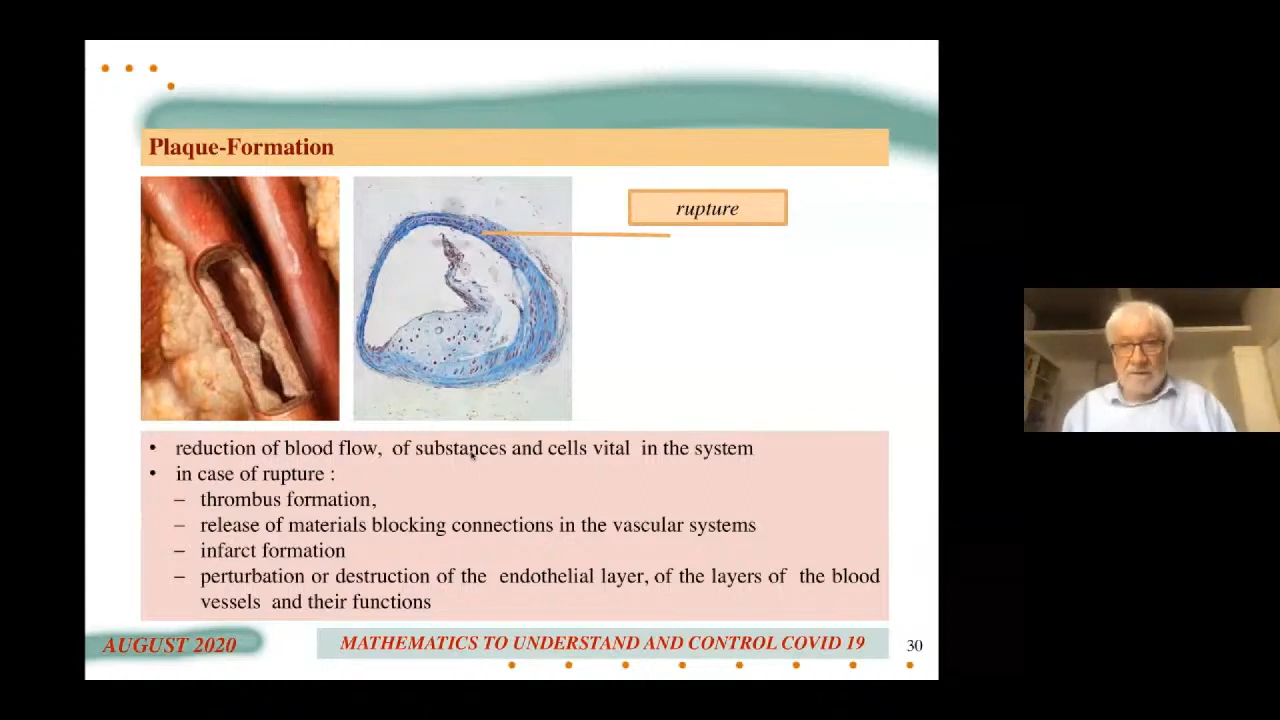 Plaque-Formation
rupture
• reduction of blood flow, of substances and cells vital in the system
• in case of rupture :
– thrombus formation,
– release of materials blocking connections in the vascular systems
– infarct formation
– perturbation or destruction of the endothelial layer, of the layers of the blood
vessels and their functions
AUGUST 2020
MATHEMATICS TO UNDERSTAND AND CONTROL COVID 19
30